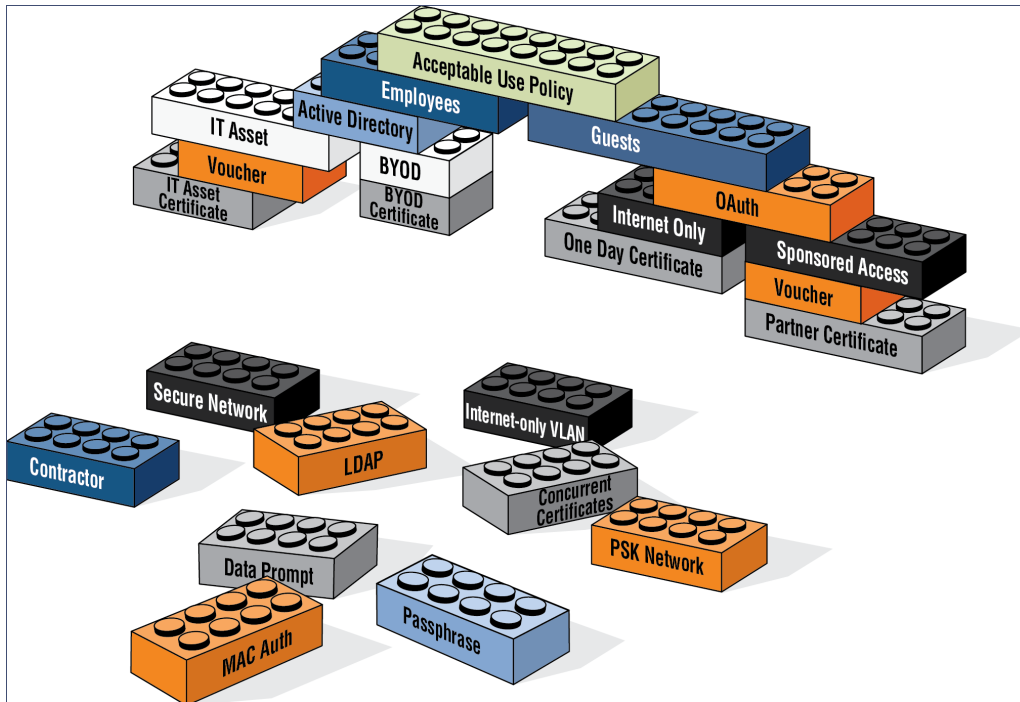 Acceptable Use Policy
Employees
Active Directory
IT Asset
Voucher
IT Asset
Certificate
BYOD
BYOD
Certificate
Guests
OAuth
Internet Only
One Day Certificate
Sponsored Access
Voucher
Partner Certificate
Secure Network
Internet-only VLAN
Contractor
LDAP
Concurrent
Certificates
PSK Network
Data Prompt
Passphrase
MAC Auth